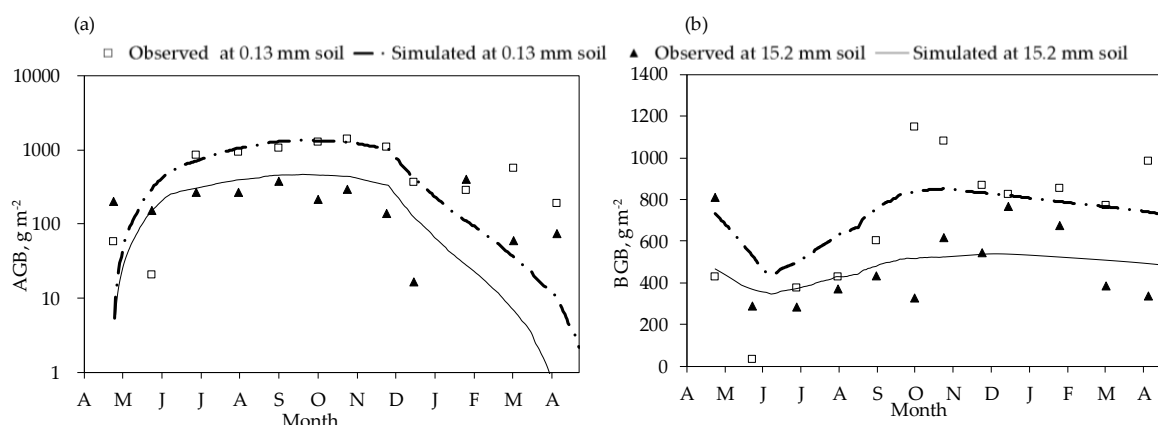 (a) (b)
Observed at 0.13 mm soil Simulated at 0.13 mm soil Observed at 15.2 mm soil Simulated at 15.2 mm soil
AGB, g m-2
10000
1000
100
10
1
A M J J A S O N D J F M A
Month
BGB, g m-2
1400
1200
1000
800
600
400
200
0
A M J J A S O N D J F M A
Month